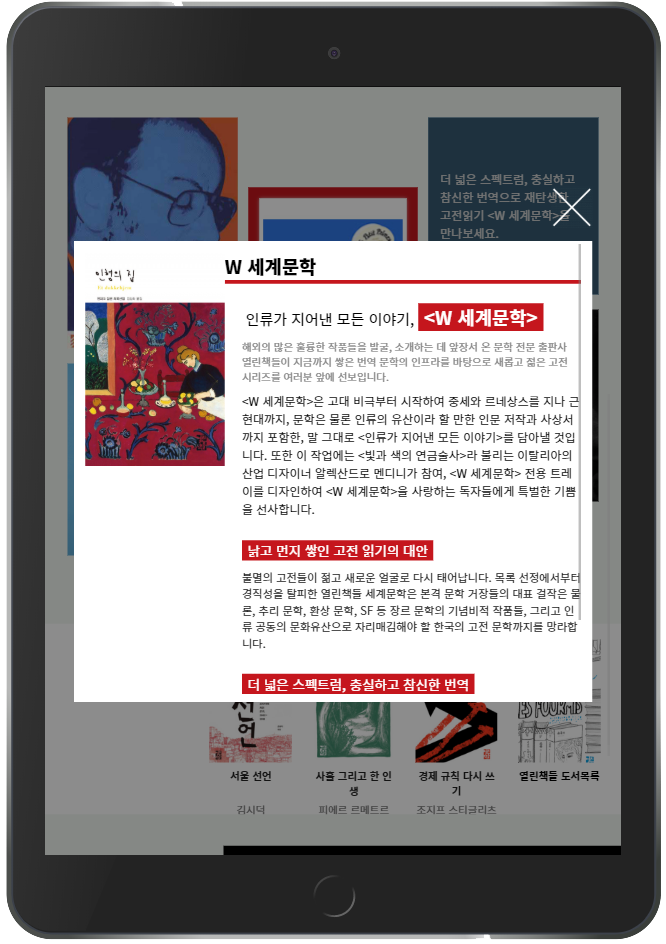 더 넓은 스펙트럼, 충실하고
참신한 번역으로 재탄생한
고전읽기 <W 세계문학>을
만나보세요.
인형의 집
W 세계문학
인류가 지어낸 모든 이야기, <W 세계문학>
해외의 많은 훌륭한 작품들을 발굴, 소개하는 데 앞장서 온 문학 전문 출판사
열린책들이 지금까지 쌓은 번역 문학의 인프라를 바탕으로 새롭고 젊은 고전
시리즈를 여러분 앞에 선보입니다.
<W 세계문학>은 고대 비극부터 시작하여 중세와 르네상스를 지나 근
현대까지, 문학은 물론 인류의 유산이라 할 만한 인문 저작과 사상서
까지 포함한, 말 그대로 <인류가 지어낸 모든 이야기>를 담아낼 것입
니다. 또한 이 작업에는 <빛과 색의 연금술사>라 불리는 이탈리아의
산업 디자이너 알렉산드로 멘디니가 참여, <W 세계문학> 전용 트레
이를 디자인하여 <W 세계문학>을 사랑하는 독자들에게 특별한 기쁨
을 선사합니다.
낡고 먼지 쌓인 고전 읽기의 대안
불멸의 고전들이 젊고 새로운 얼굴로 다시 태어납니다. 목록 선정에서부터
경직성을 탈피한 열린책들 세계문학은 본격 문학 거장들의 대표 걸작은 물
론, 추리 문학, 환상 문학, SF 등 장르 문학의 기념비적 작품들, 그리고 인
류 공동의 문화유산으로 자리매김해야 할 한국의 고전 문학까지를 망라합
니다.
더 넓은 스펙트럼, 충실하고 참신한 번역
선언
서울 선언
사흘 그리고 한 인
생
경제 규칙 다시 쓰
기
열린책들 도서목록
김시덕
피에르 르메트르
조지프 스티글리츠